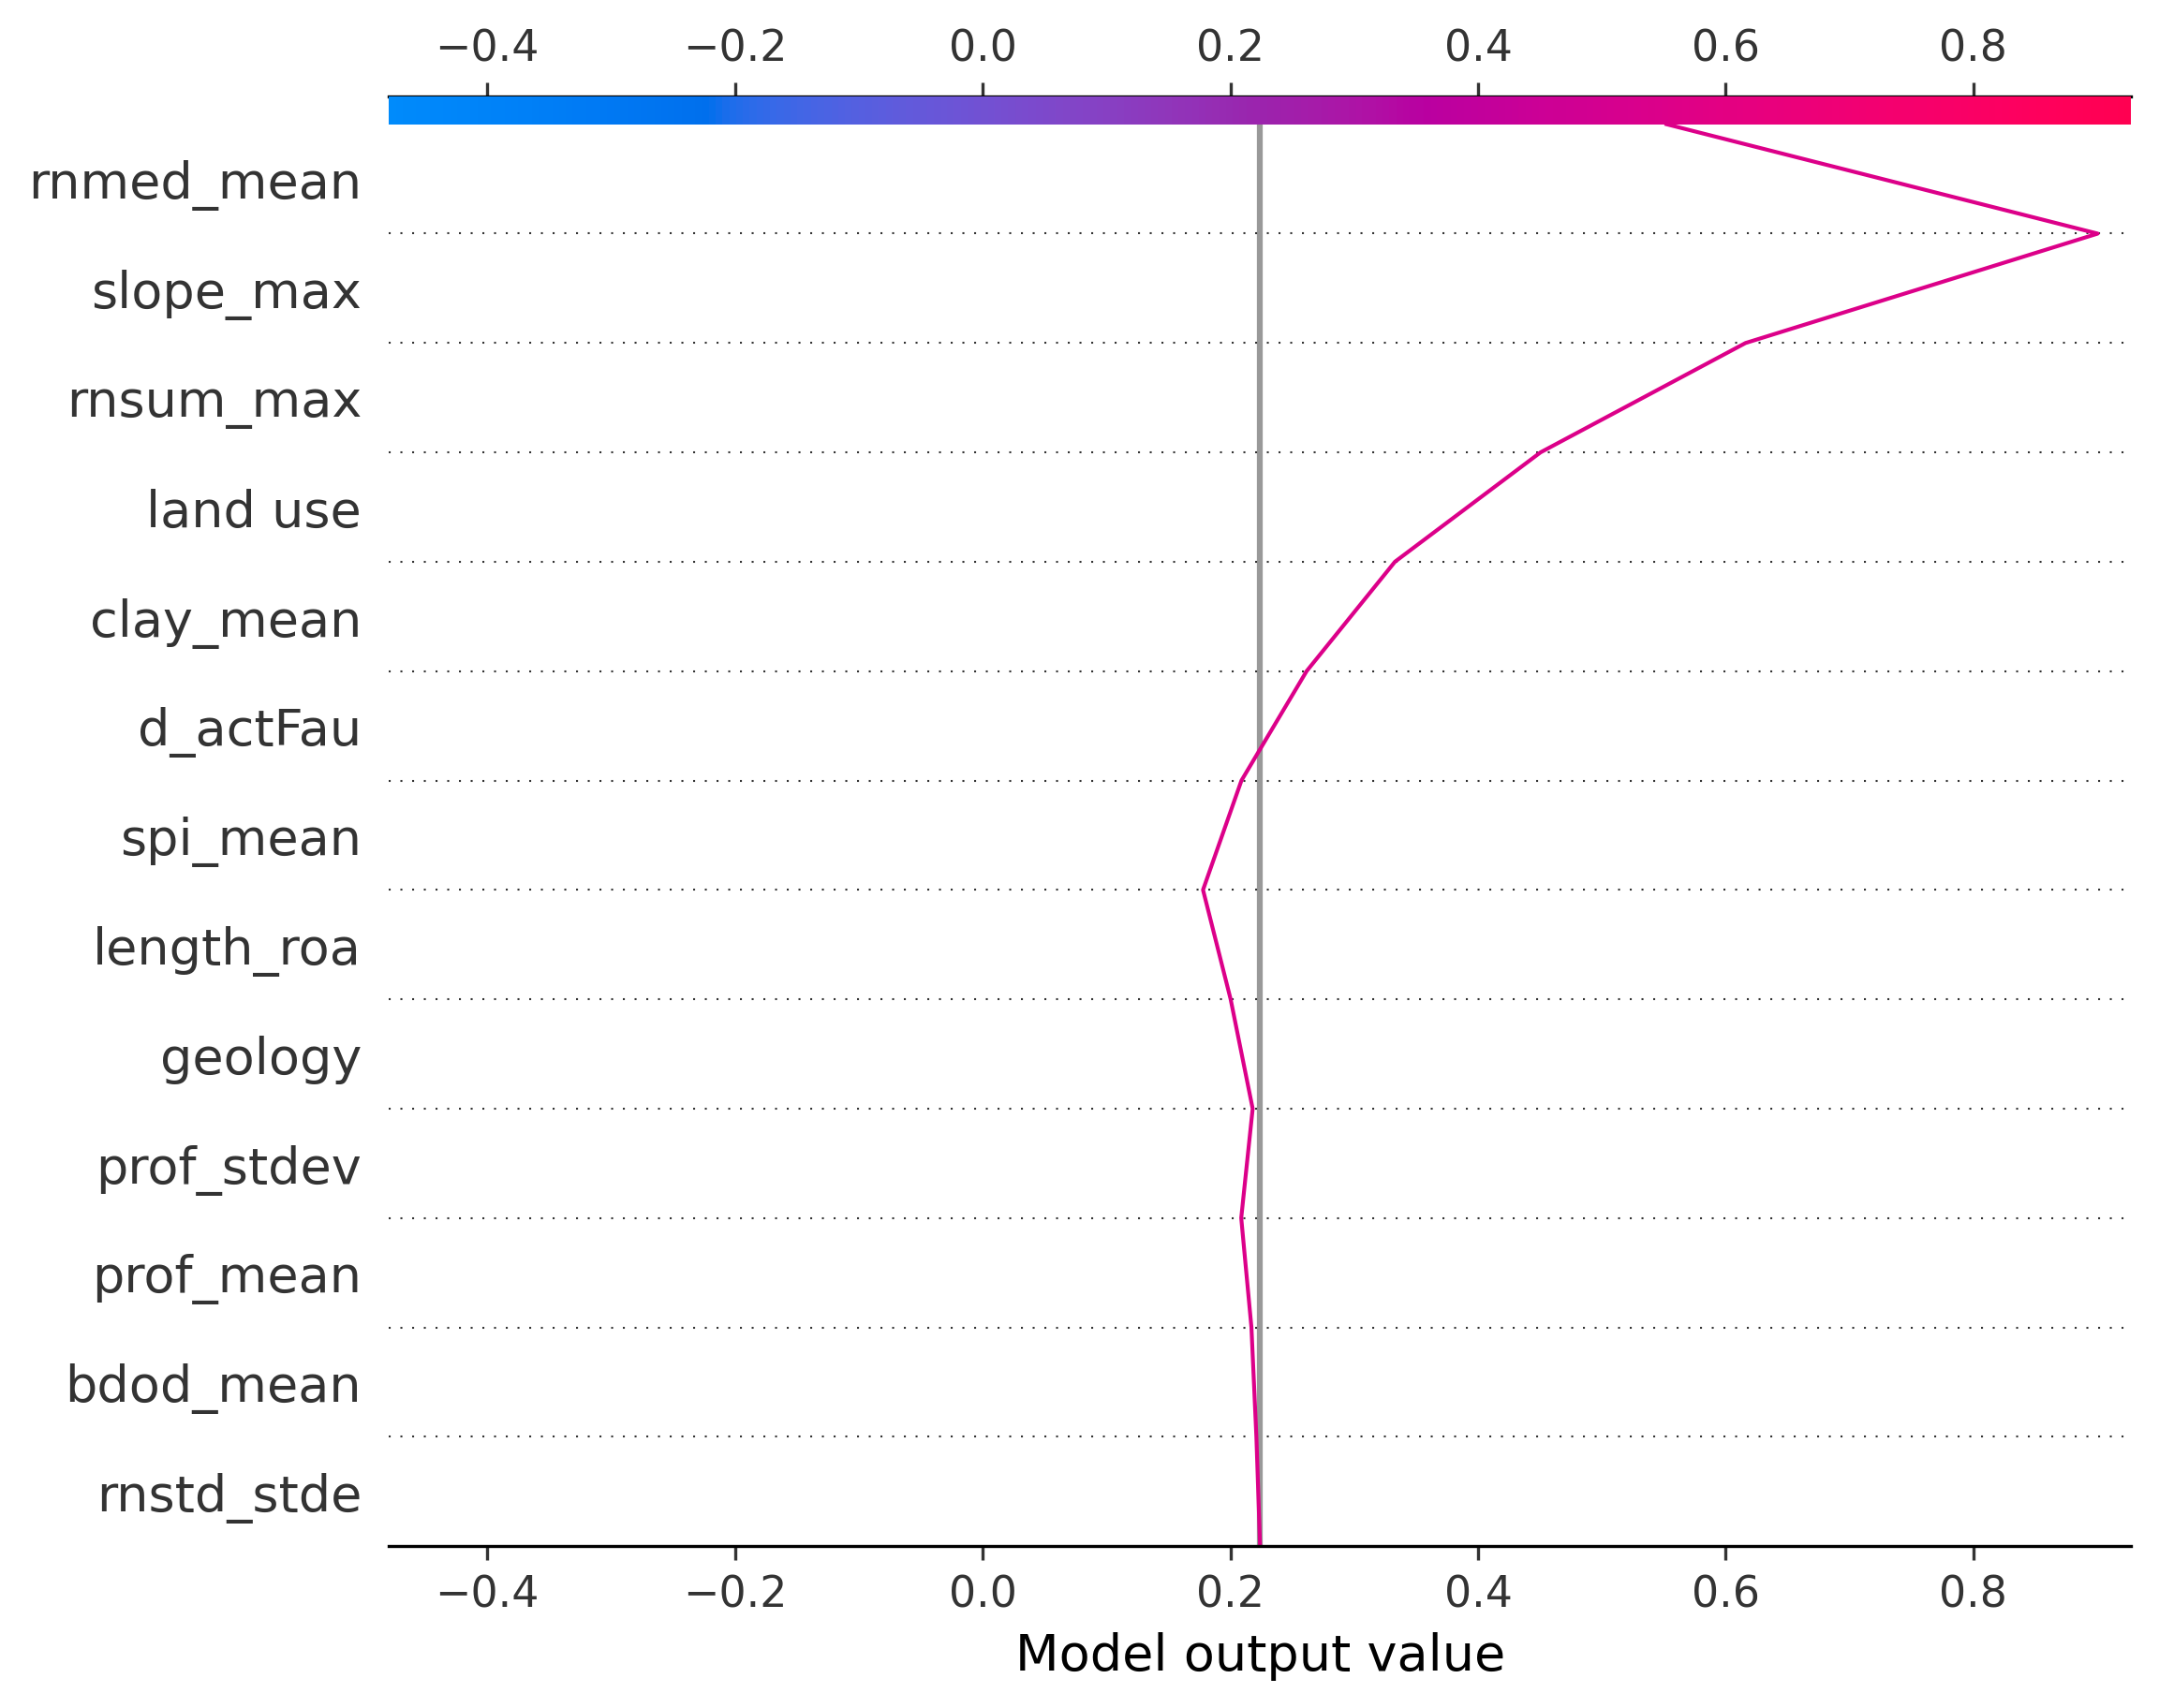 −0.4 −0.2 0.0 0.2 0.4 0.6 0.8
rnmed_mean
slope_max
rnsum_max
land use
clay_mean
d_actFau
spi_mean
length_roa
geology
prof_stdev
prof_mean
bdod_mean
rnstd_stde
−0.4 −0.2 0.0 0.2 0.4 0.6 0.8
Model output value